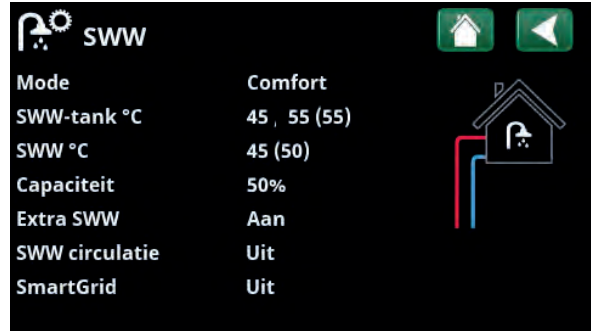 SWW
Mode Comfort
SWW-tank °C 45 , 55 (55)
SWW °C 45 (50)
Capaciteit 50%
Extra SWW Aan
SWW circulatie Uit
SmartGrid Uit